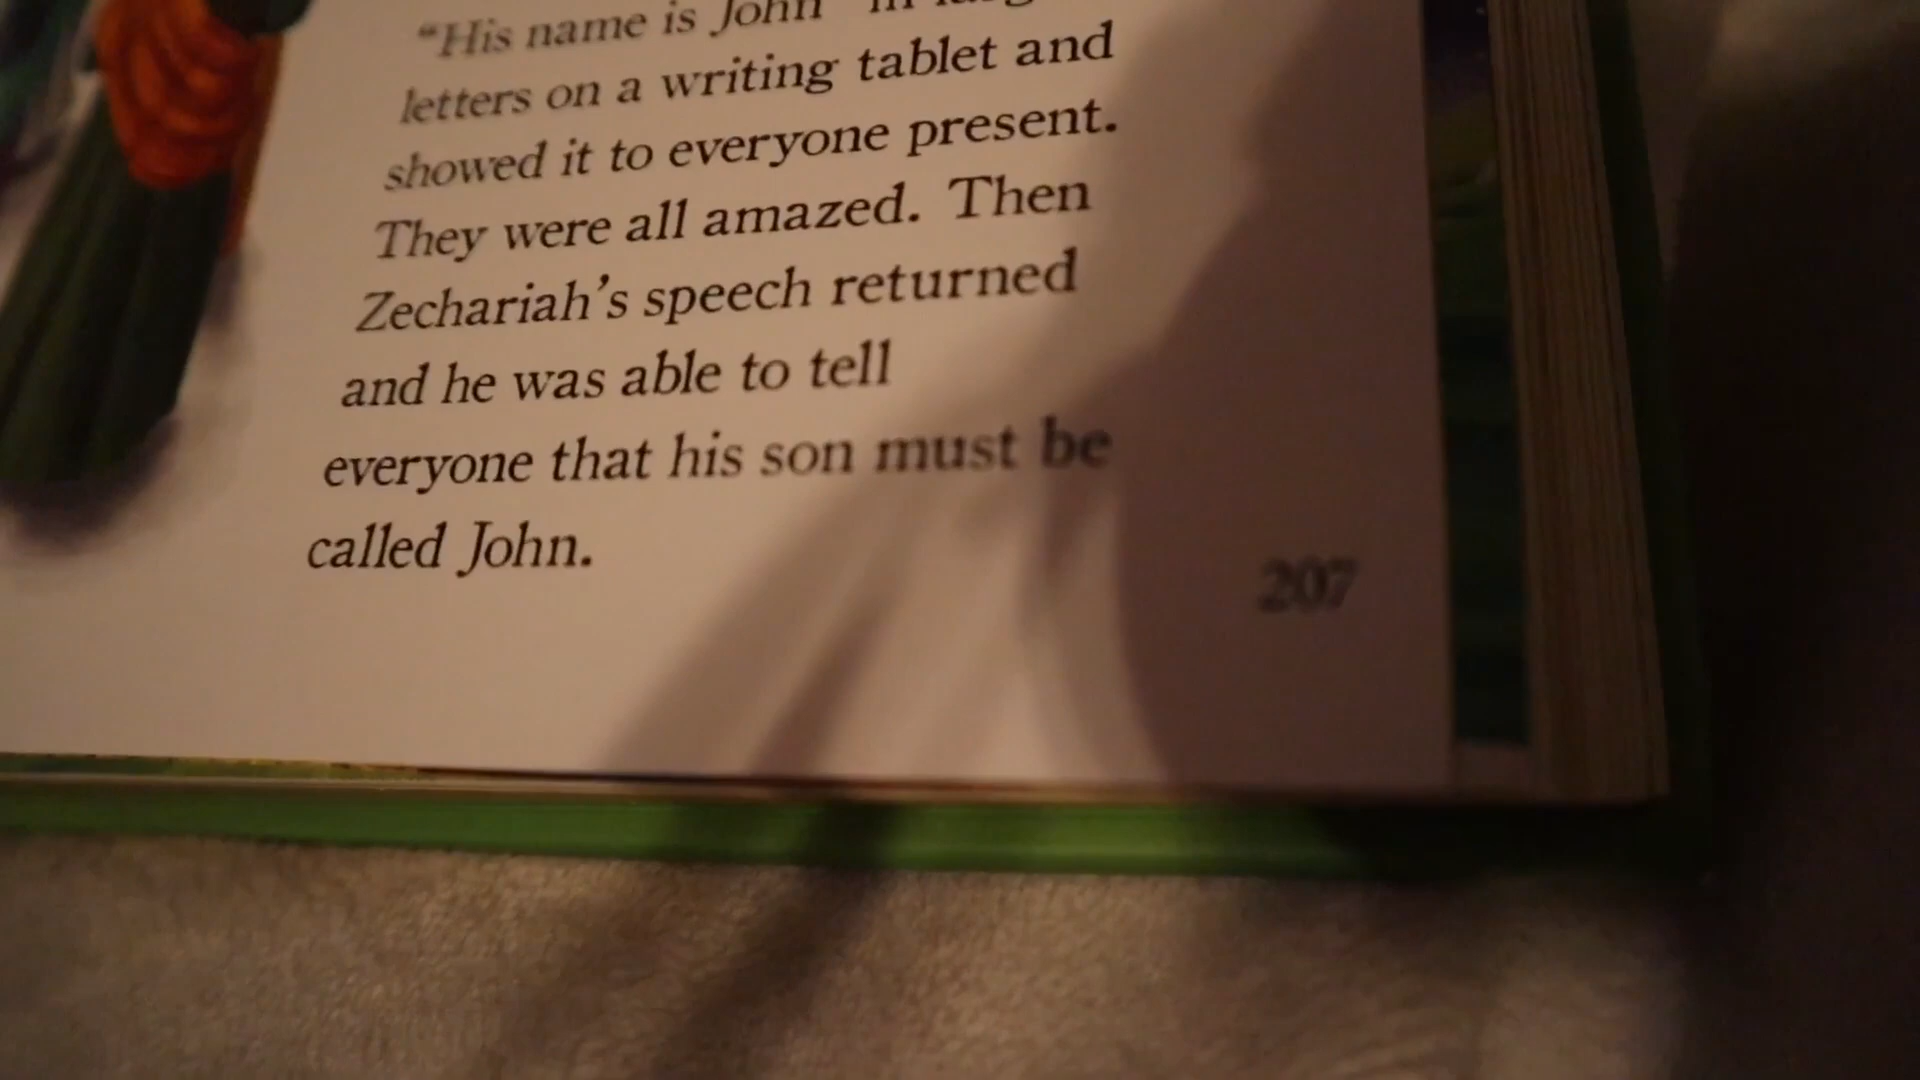 “His name is John” in
letters on a writing tablet and
showed it to everyone present.
They were all amazed. Then
Zechariah’s speech returned
and he was able to tell
everyone that his son must be
called John.
207